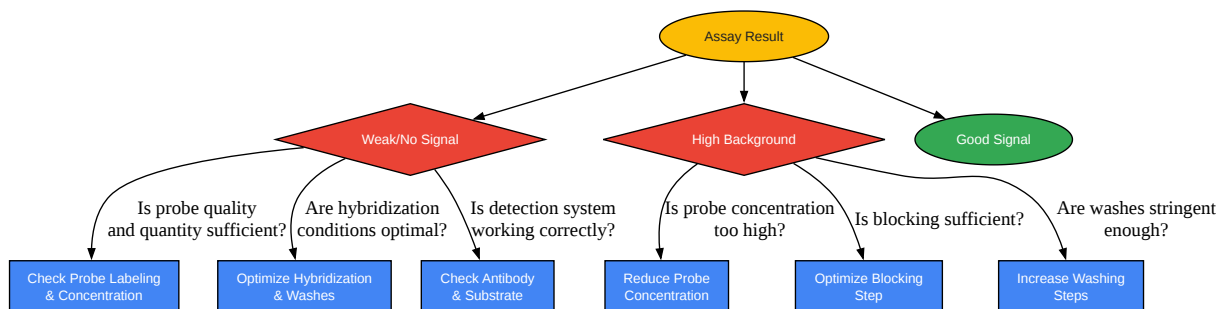 Assay Result
Weak/No Signal
High Background
Good Signal
Is probe quality
and quantity sufficient?
Are hybridization
conditions optimal?
Is detection system
working correctly?
Is probe concentration
too high?
Is blocking sufficient?
Are washes stringent
enough?
Check Probe Labeling
& Concentration
Optimize Hybridization
& Washes
Check Antibody
& Substrate
Reduce Probe
Concentration
Optimize Blocking
Step
Increase Washing
Steps